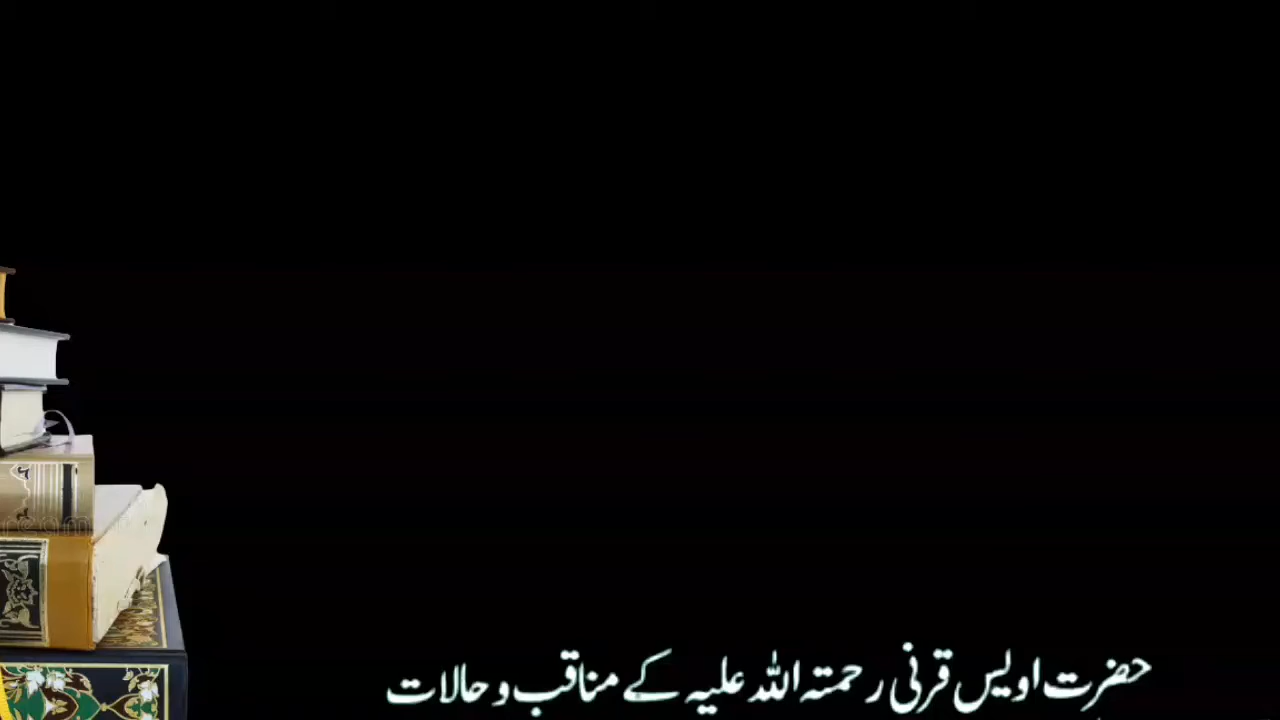 حضرت اویس قرنی رحمتہ اللہ علیہ کے مناقب و حالات